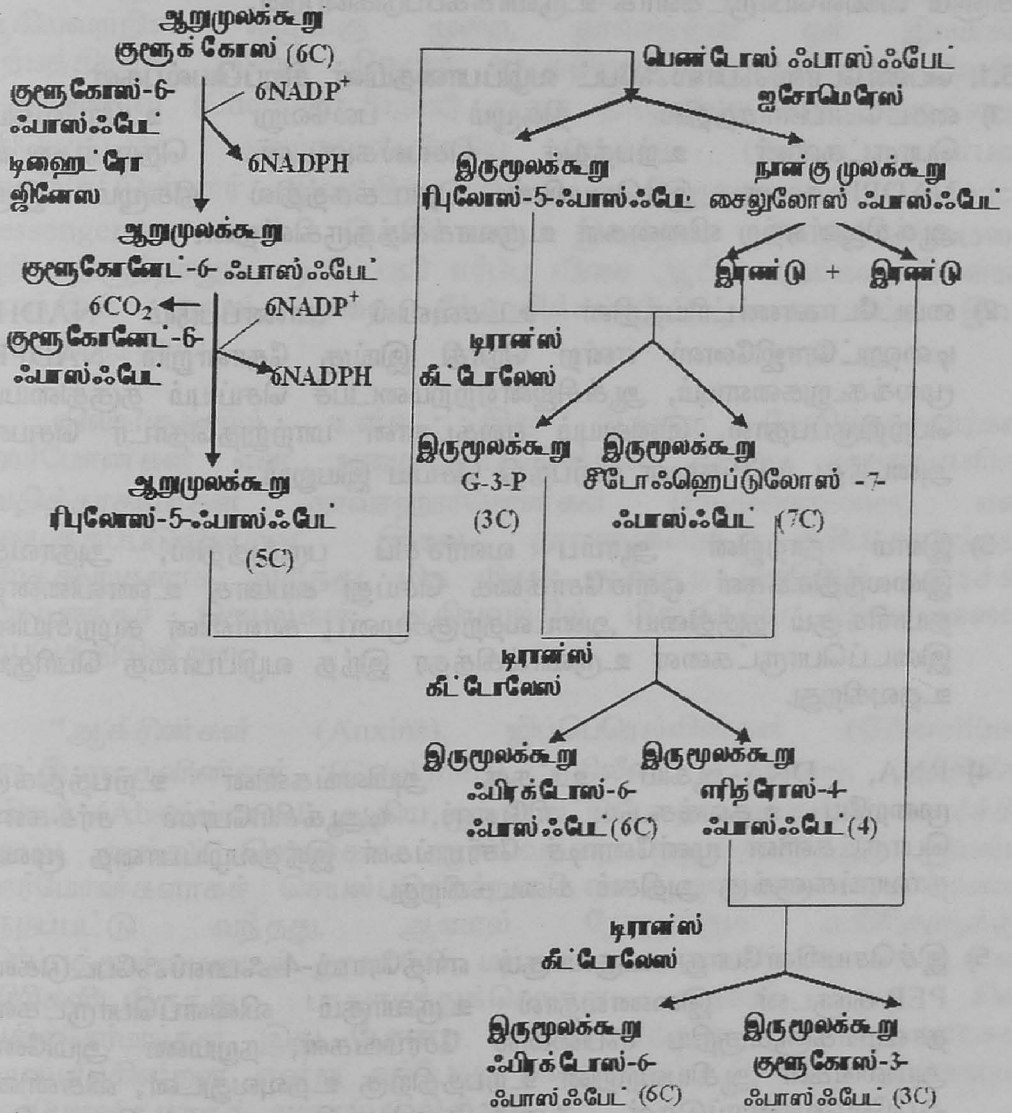 ஆறுமுலக்கூறு
குளூக் கோஸ் (6C)
குளூகோஸ்-6-
ஃபாஸ்ஃபேட்
டிஹைட்ரோ
ஜினேஸ்
6NADP⁺
6NADPH
ஆறுமுலக்கூறு
குளூகோனேட்-6- ஃபாஸ்ஃபேட்
6CO₂
6NADP⁺
குளூகோனேட்-6-
ஃபாஸ்ஃபேட்
6NADPH
ஆறுமுலக்கூறு
ரிபுலோஸ்-5-ஃபாஸ்ஃபேட்
(5C)
பெண்டோஸ் ஃபாஸ்ஃபேட்
ஐசோமெரேஸ்
இருமூலக்கூறு
ரிபுலோஸ்-5-ஃபாஸ்ஃபேட்
நான்கு முலக்கூறு
சைலுலோஸ் ஃபாஸ்ஃபேட்
இரண்டு + இரண்டு
டிரான்ஸ்
கீட்டோலேஸ்
இருமூலக்கூறு
G-3-P
(3C)
இருமூலக்கூறு
சீடோஃஹெப்டுலோஸ் -7-
ஃபாஸ்ஃபேட் (7C)
டிரான்ஸ்
கீட்டோலேஸ்
இருமூலக்கூறு
ஃபிரக்டோஸ்-6-
ஃபாஸ்ஃபேட் (6C)
இருமூலக்கூறு
எரித்ரோஸ்-4-
ஃபாஸ்ஃபேட்(4)
டிரான்ஸ்
கீட்டோலேஸ்
இருமூலக்கூறு
ஃபிரக்டோஸ்-6-
ஃபாஸ்ஃபேட் (6C)
இருமூலக்கூறு
குளூகோஸ்-3-
ஃபாஸ்ஃபேட் (3C)